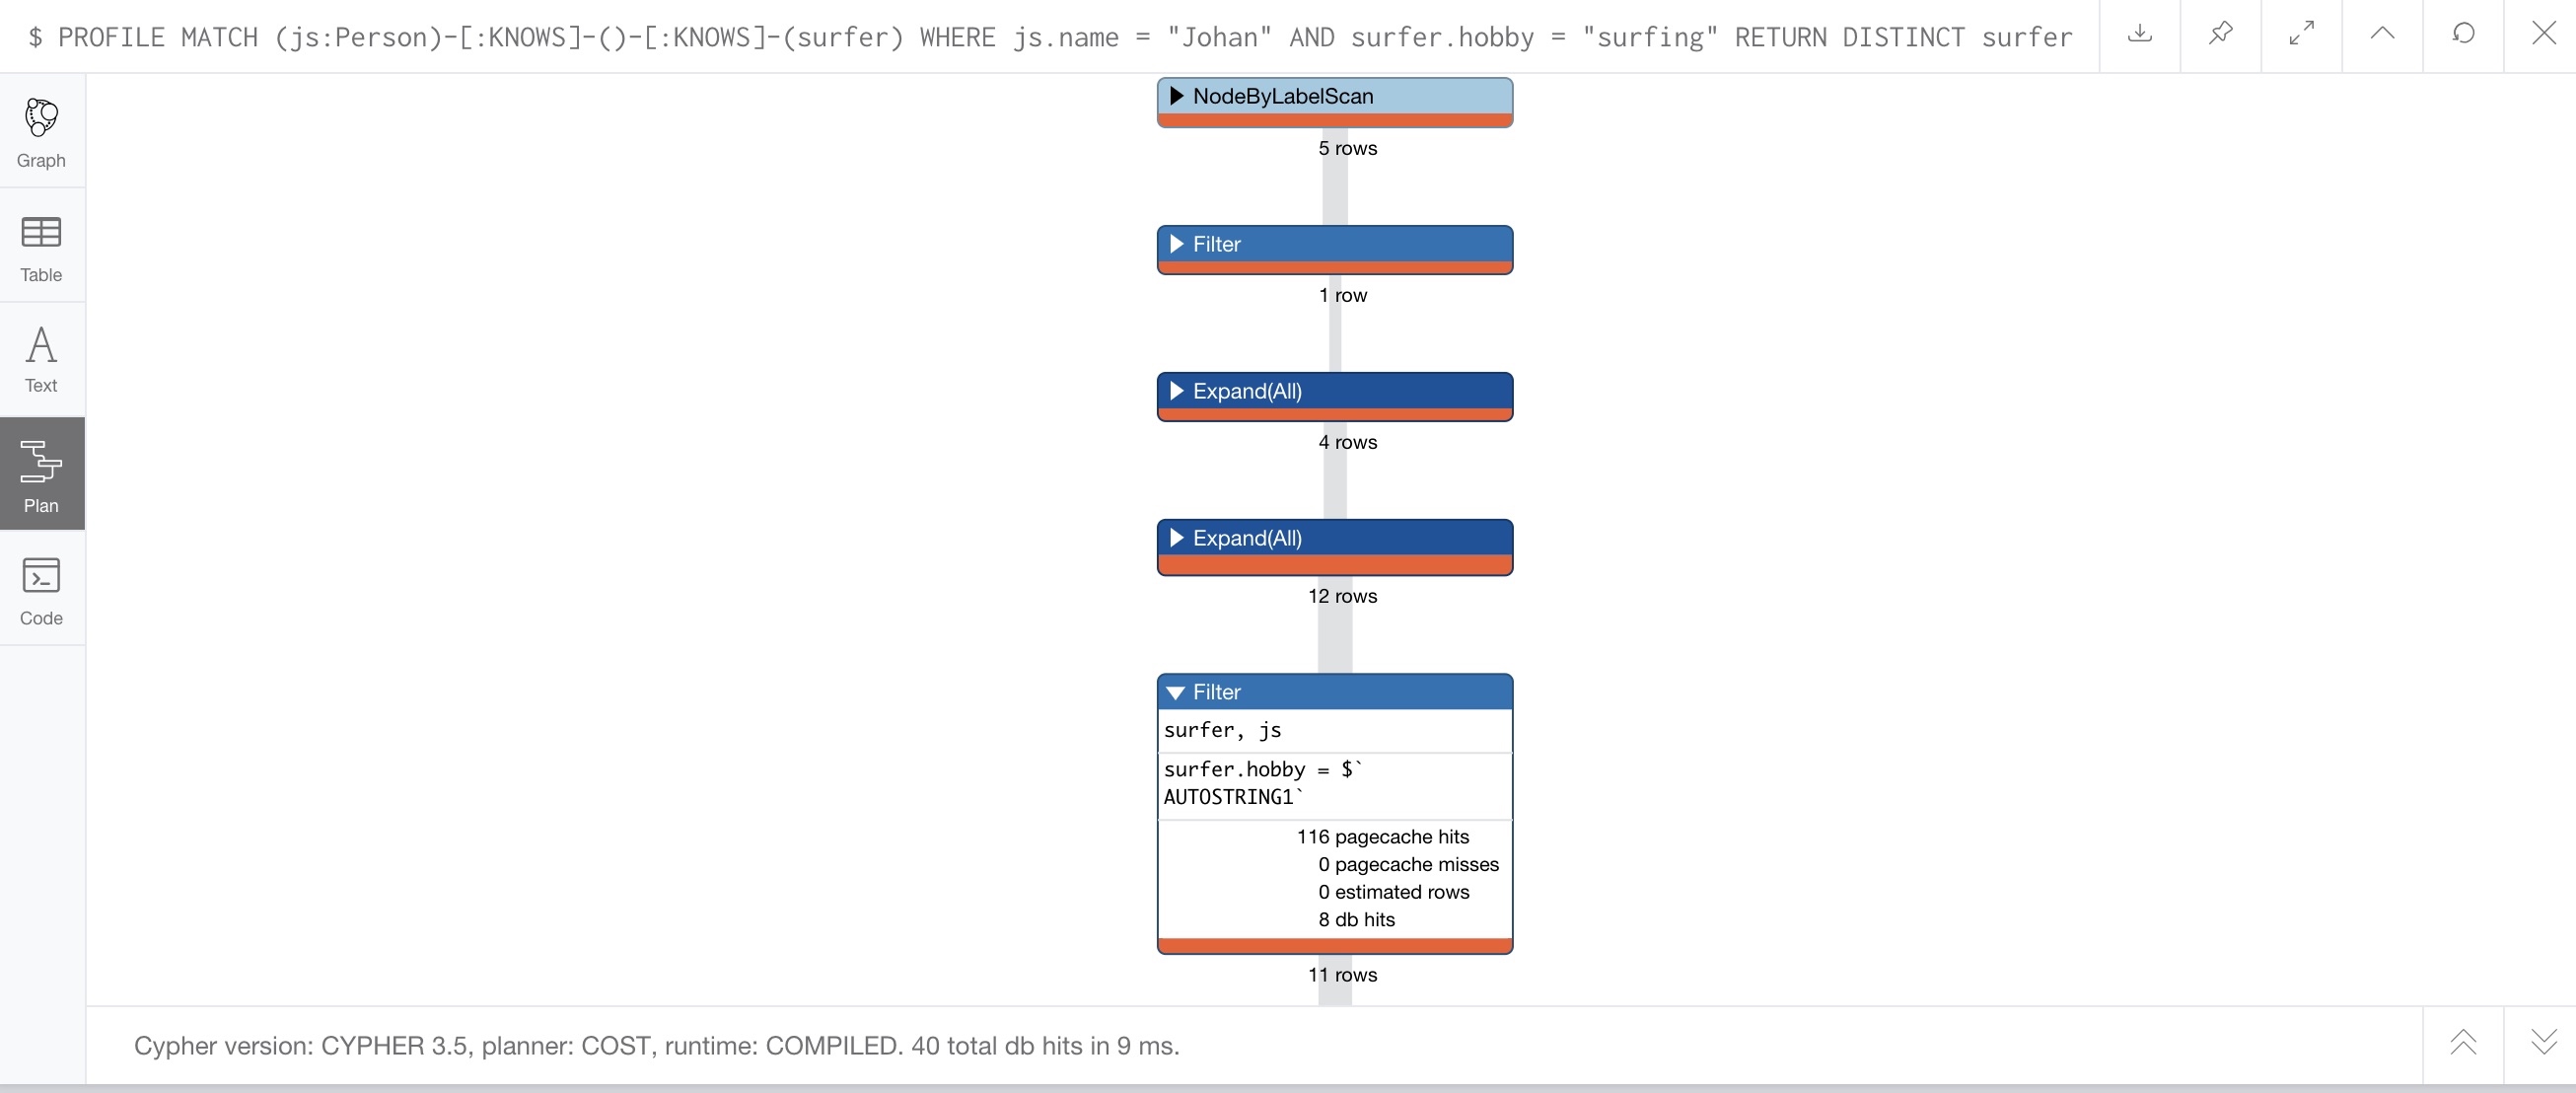 $ PROFILE MATCH (js:Person)-[:KNOWS]-()-[:KNOWS]-(surfer) WHERE js.name = "Johan" AND surfer.hobby = "surfing" RETURN DISTINCT surfer
Graph
Table
Text
Plan
Code
NodeByLabelScan
5 rows
Filter
1 row
Expand(All)
4 rows
Expand(All)
12 rows
Filter
surfer, js
surfer.hobby = $`
AUTOSTRING1`
116 pagecache hits
0 pagecache misses
0 estimated rows
8 db hits
11 rows
Cypher version: CYPHER 3.5, planner: COST, runtime: COMPILED. 40 total db hits in 9 ms.